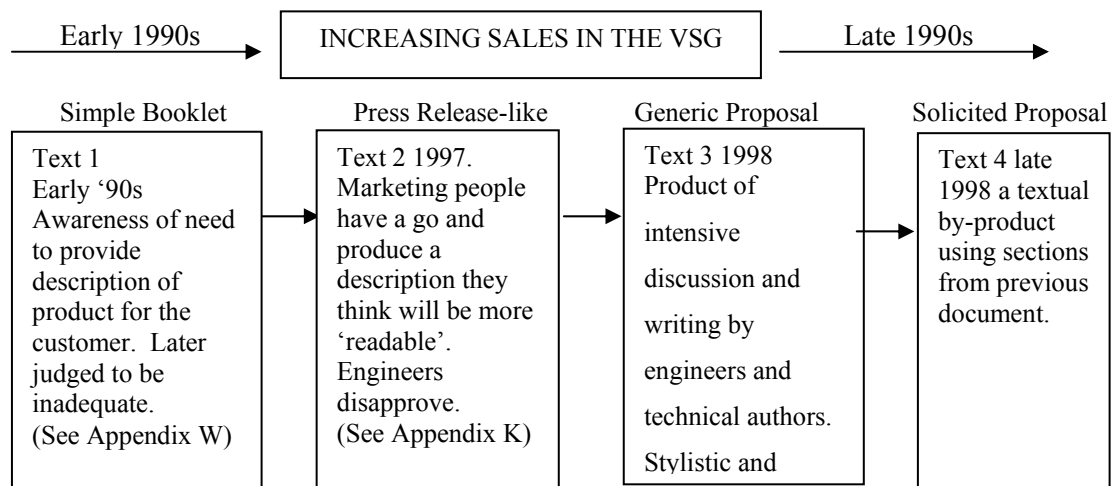 Early 1990s
INCREASING SALES IN THE VSG
Late 1990s
Simple Booklet
Text 1
Early ‘90s
Awareness of need
to provide
description of
product for the
customer.  Later
judged to be
inadequate.
(See Appendix W)
Press Release-like
Text 2 1997.
Marketing people
have a go and
produce a
description they
think will be more
‘readable’.
Engineers
disapprove.
(See Appendix K)
Generic Proposal
Text 3 1998
Product of
intensive
discussion and
writing by
engineers and
technical authors.
Stylistic and
Solicited Proposal
Text 4 late
1998 a textual
by-product
using sections
from previous
document.